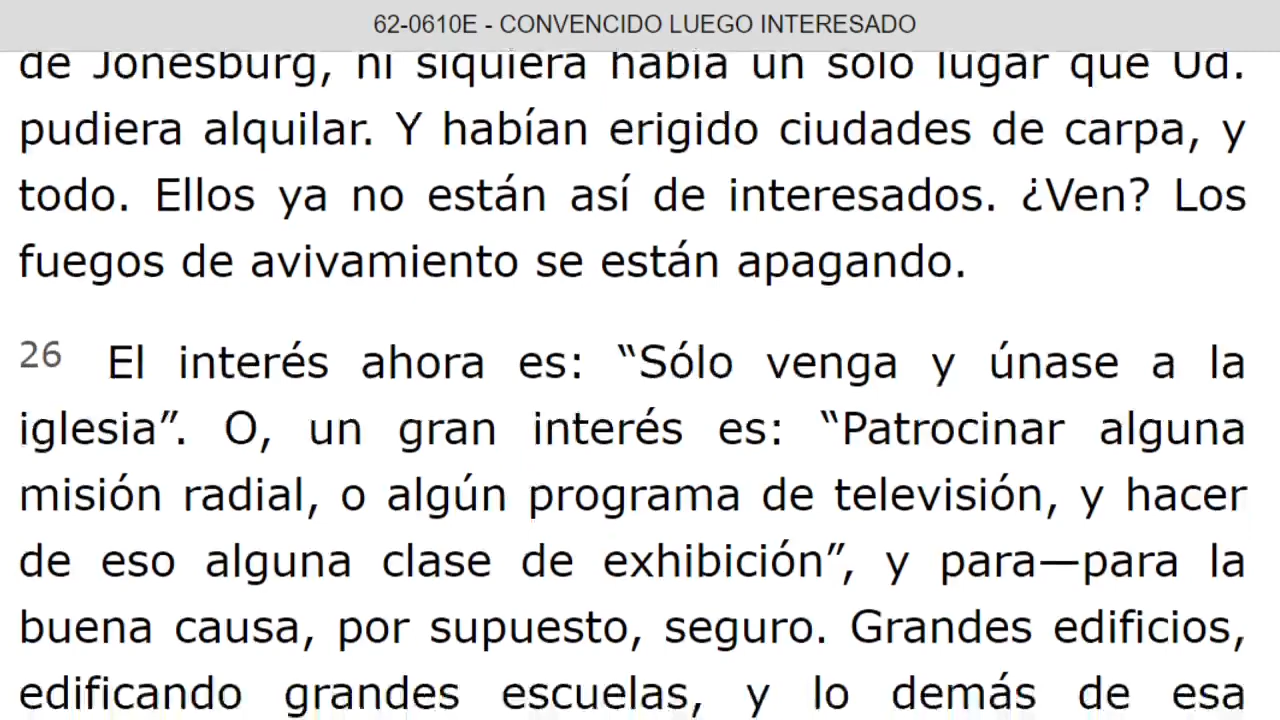 62-0610E - CONVENCIDO LUEGO INTERESADO
de Jonesburg, ni siquiera había un solo lugar que Ud.
pudiera alquilar. Y habían erigido ciudades de carpa, y
todo. Ellos ya no están así de interesados. ¿Ven? Los
fuegos de avivamiento se están apagando.
26 El interés ahora es: “Sólo venga y únase a la
iglesia”. O, un gran interés es: “Patrocinar alguna
misión radial, o algún programa de televisión, y hacer
de eso alguna clase de exhibición”, y para—para la
buena causa, por supuesto, seguro. Grandes edificios,
edificando grandes escuelas, y lo demás de esa